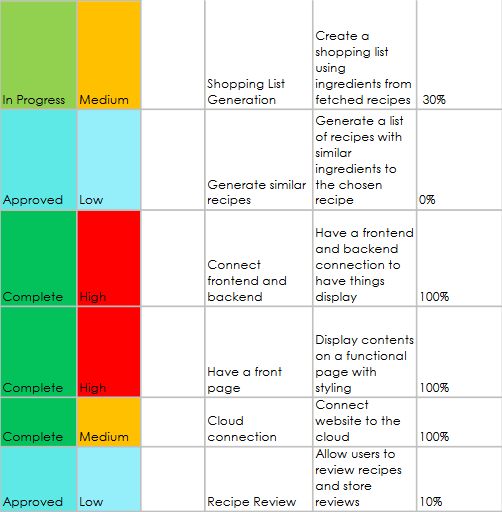 In Progress
Medium
Shopping List
Generation
Create a
shopping list
using
ingredients from
fetched recipes
30%
Approved
Low
Generate similar
recipes
Generate a list
of recipes with
similar
ingredients to
the chosen
recipe
0%
Complete
High
Connect
frontend and
backend
Have a frontend
and backend
connection to
have things
display
100%
Complete
High
Have a front
page
Display contents
on a functional
page with
styling
100%
Complete
Medium
Cloud
connection
Connect
website to the
cloud
100%
Approved
Low
Recipe Review
Allow users to
review recipes
and store
reviews
10%